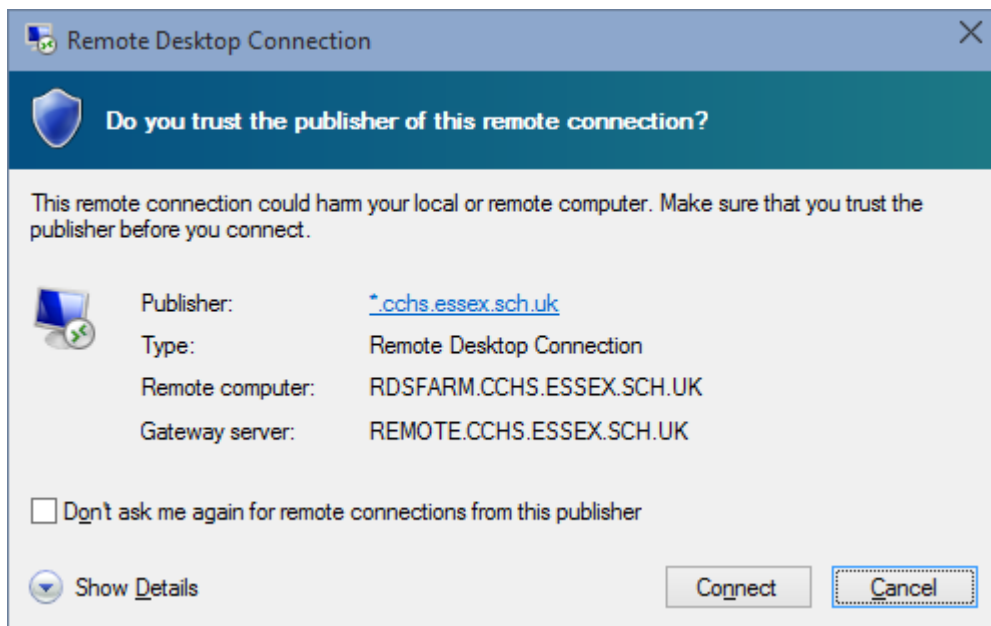 Remote Desktop Connection
Do you trust the publisher of this remote connection?
This remote connection could harm your local or remote computer. Make sure that you trust the
publisher before you connect.
Publisher: *.cchs.essex.sch.uk
Type: Remote Desktop Connection
Remote computer: RDSFARM.CCHS.ESSEX.SCH.UK
Gateway server: REMOTE.CCHS.ESSEX.SCH.UK
Don't ask me again for remote connections from this publisher
Show Details Connect Cancel